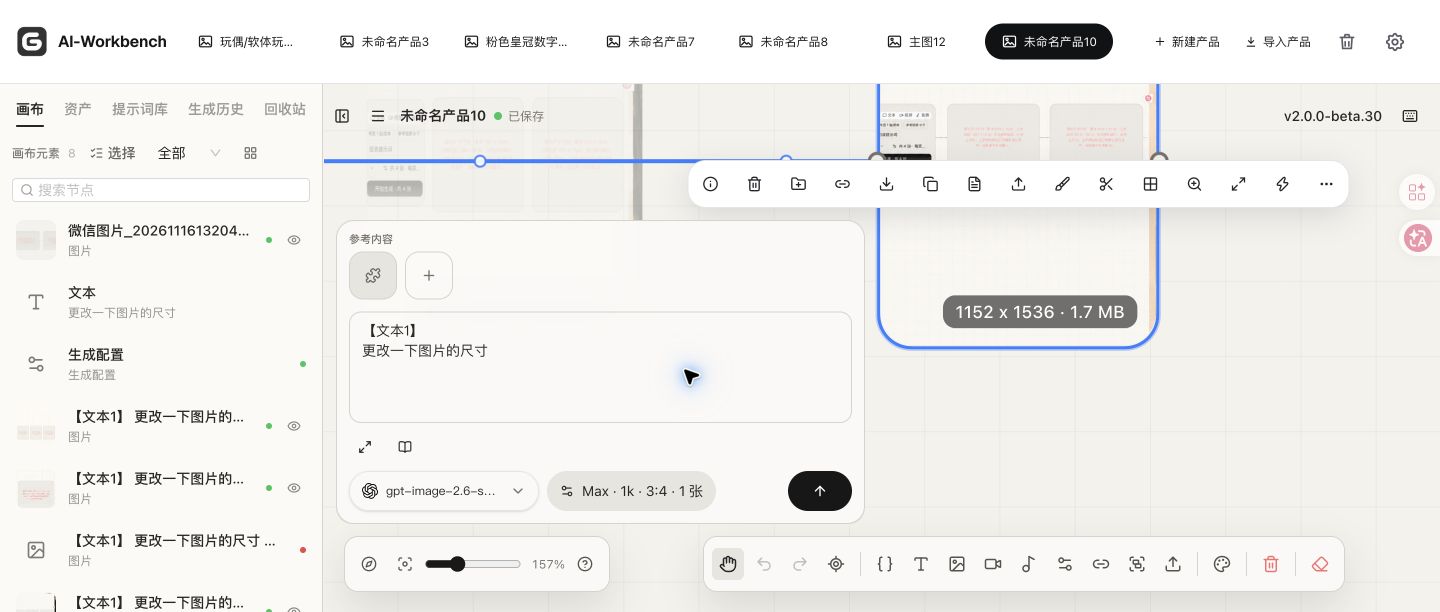 AI-Workbench
玩偶/软体玩...
未命名产品3
粉色皇冠数字...
未命名产品7
未命名产品8
主图12
未命名产品10
新建产品
导入产品
画布
资产
提示词库
生成历史
回收站
未命名产品10
已保存
v2.0.0-beta.30
画布元素 8
选择
全部
搜索节点
微信图片_2026111613204...
图片
文本
更改一下图片的尺寸
生成配置
生成配置
【文本1】 更改一下图片的...
图片
【文本1】 更改一下图片的...
图片
【文本1】 更改一下图片的尺寸 ...
图片
【文本1】 更改一下图片的...
参考内容
【文本1】
更改一下图片的尺寸
gpt-image-2.6-s...
Max · 1k · 3:4 · 1 张
1152 x 1536 · 1.7 MB
157%